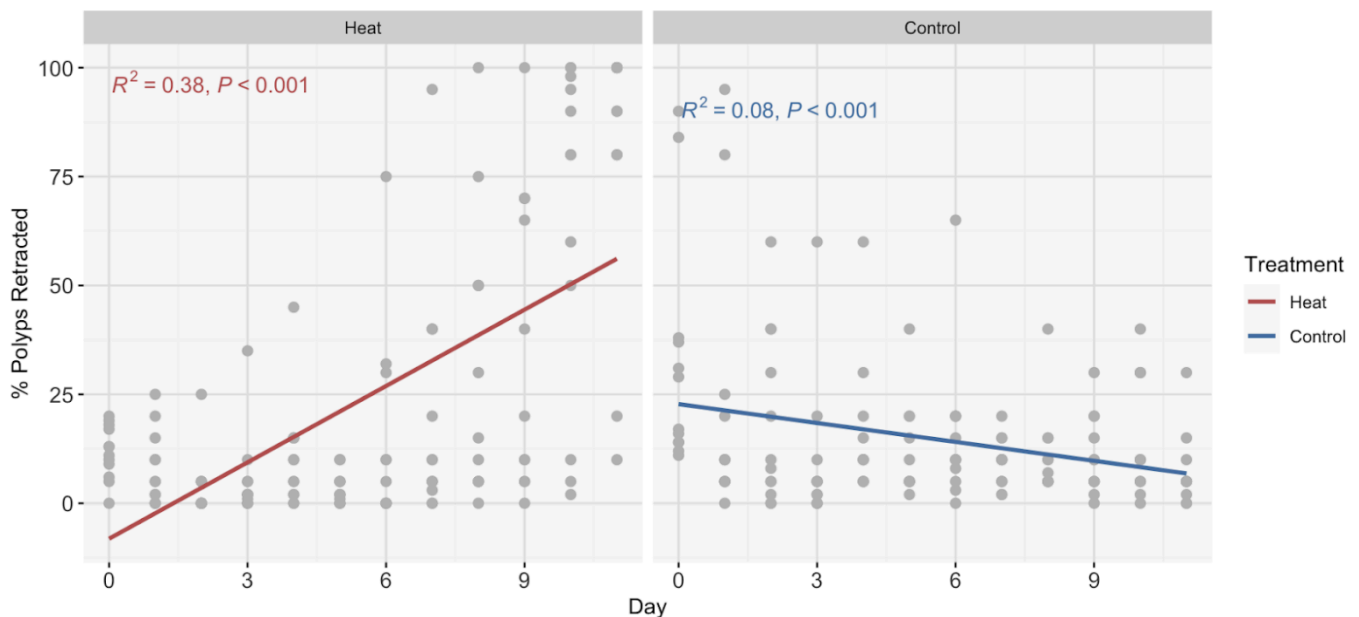 Heat
Control
R² = 0.38, P < 0.001
R² = 0.08, P < 0.001
100
75
50
25
0
% Polyps Retracted
0 3 6 9
0 3 6 9
Day
Treatment
Heat
Control